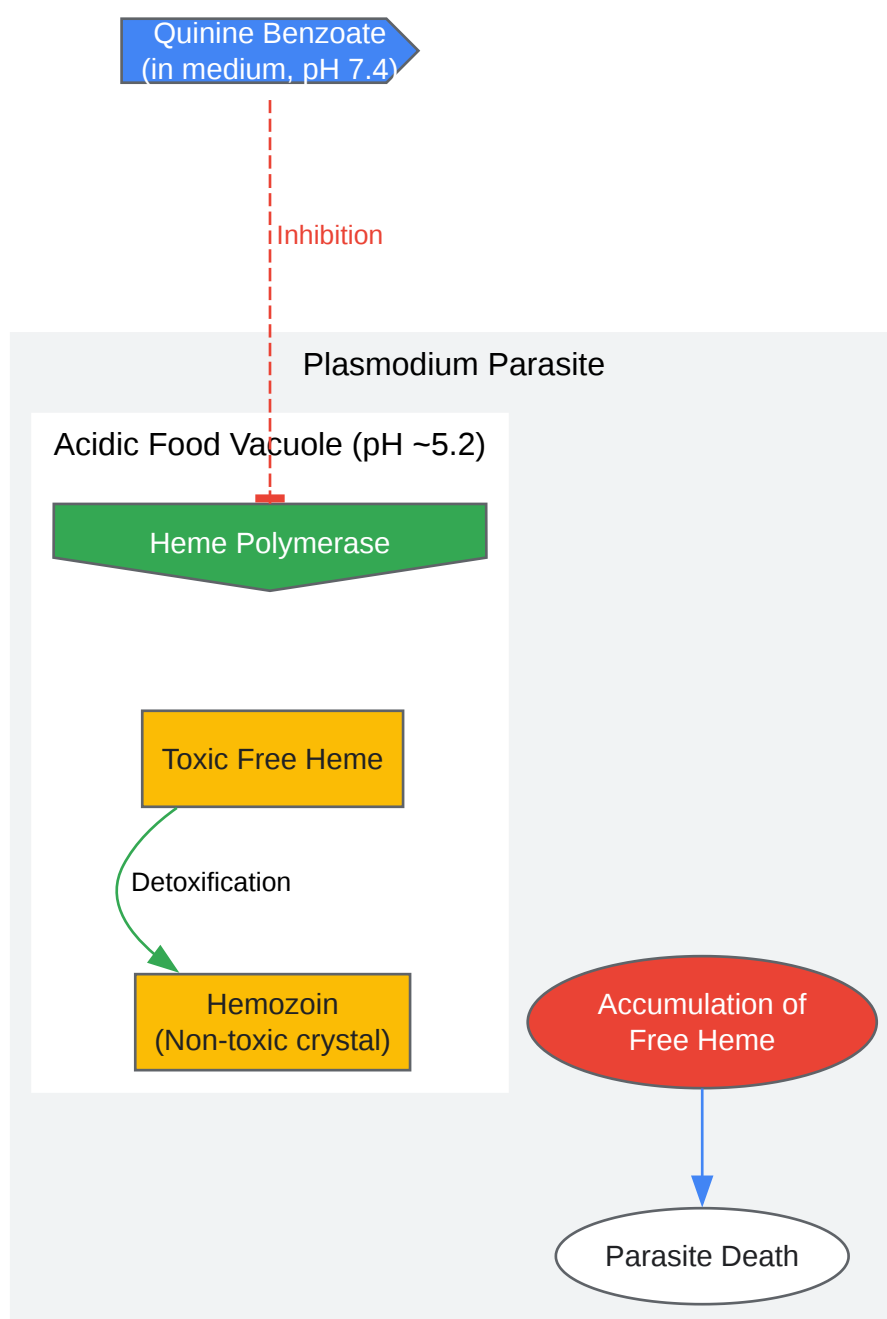 Quinine Benzoate
(in medium, pH 7.4)
Inhibition
Plasmodium Parasite
Acidic Food Vacuole (pH ~5.2)
Heme Polymerase
Toxic Free Heme
Detoxification
Hemozoin
(Non-toxic crystal)
Accumulation of
Free Heme
Parasite Death